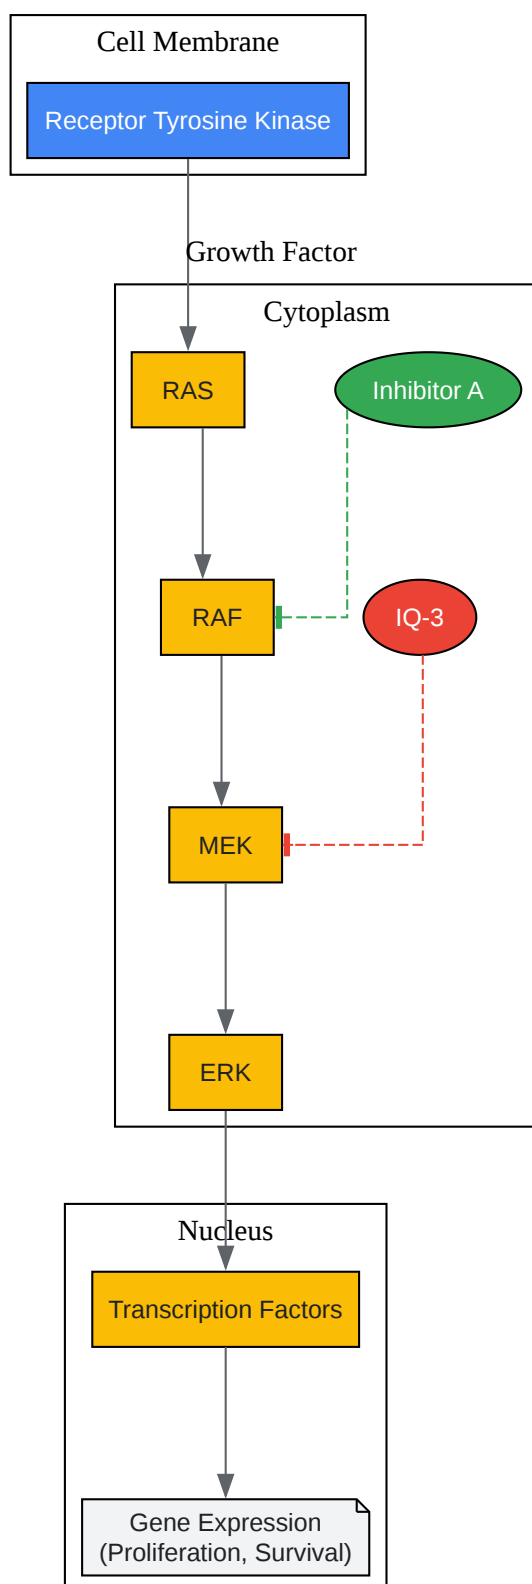 Cell Membrane
Receptor Tyrosine Kinase
Growth Factor
Cytoplasm
RAS
Inhibitor A
RAF
IQ-3
MEK
ERK
Nucleus
Transcription Factors
Gene Expression
(Proliferation, Survival)